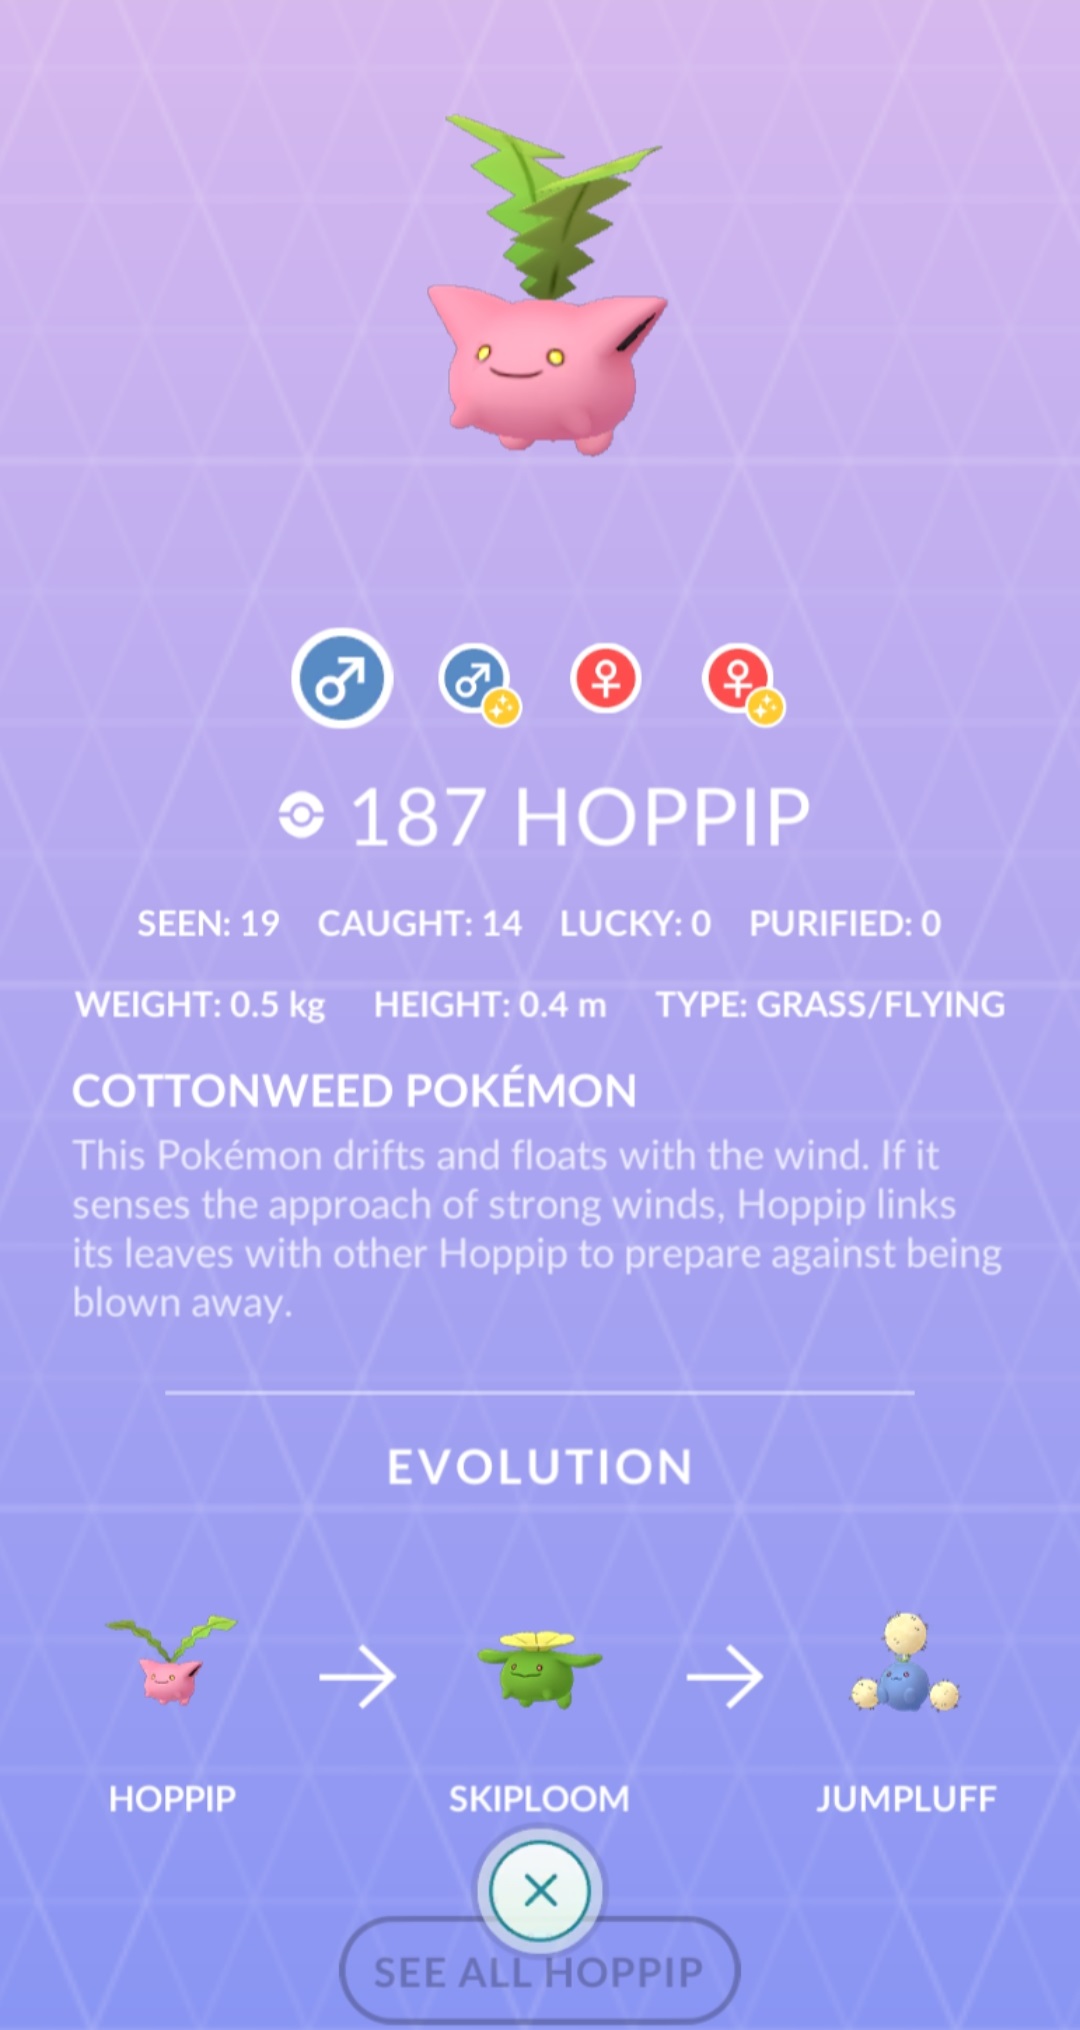 187 HOPPIP
SEEN: 19 CAUGHT: 14 LUCKY: 0 PURIFIED: 0
WEIGHT: 0.5 kg HEIGHT: 0.4 m TYPE: GRASS/FLYING
COTTONWEED POKÉMON
This Pokémon drifts and floats with the wind. If it
senses the approach of strong winds, Hoppip links
its leaves with other Hoppip to prepare against being
blown away.
EVOLUTION
HOPPIP SKIPLOOM JUMPLUFF
SEE ALL HOPPIP